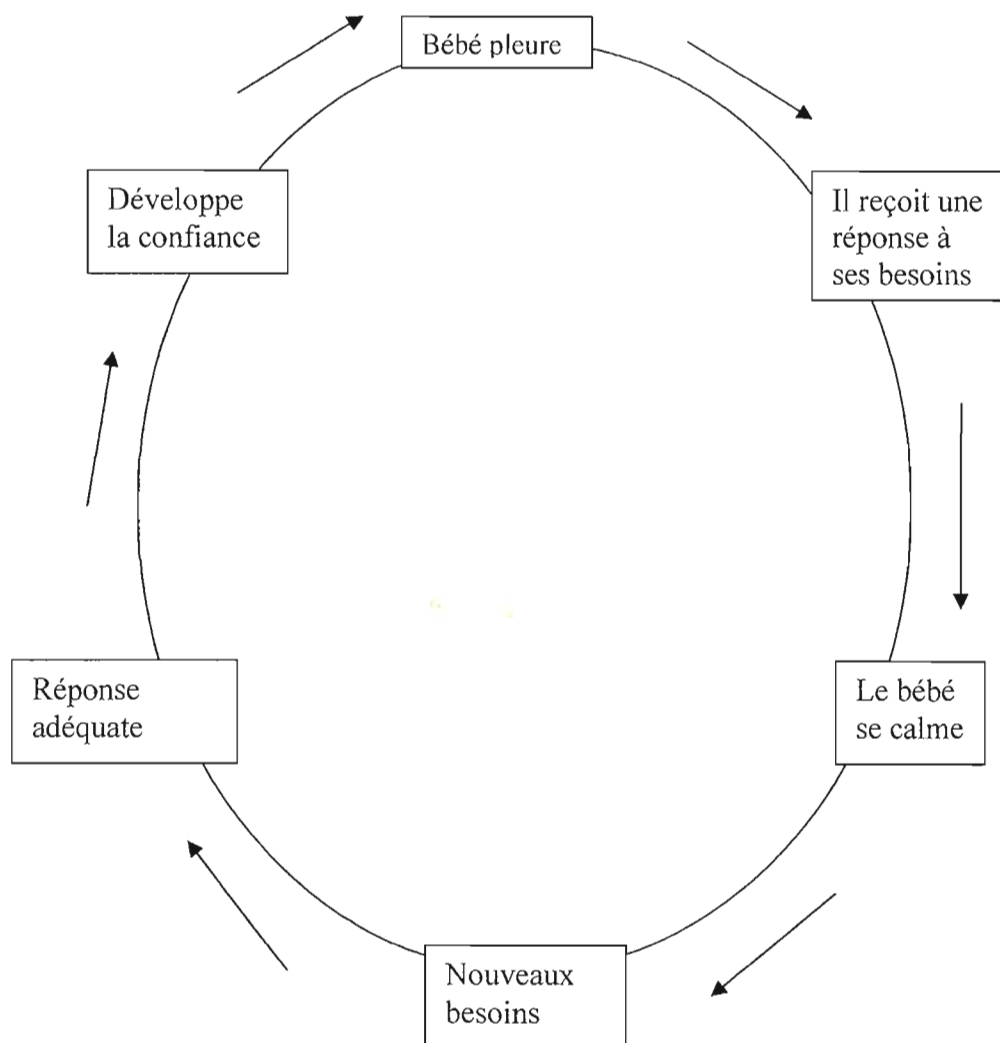 Bébé pleure
Il reçoit une
réponse à
ses besoins
Le bébé
se calme
Nouveaux
besoins
Réponse
adéquate
Développe
la confiance